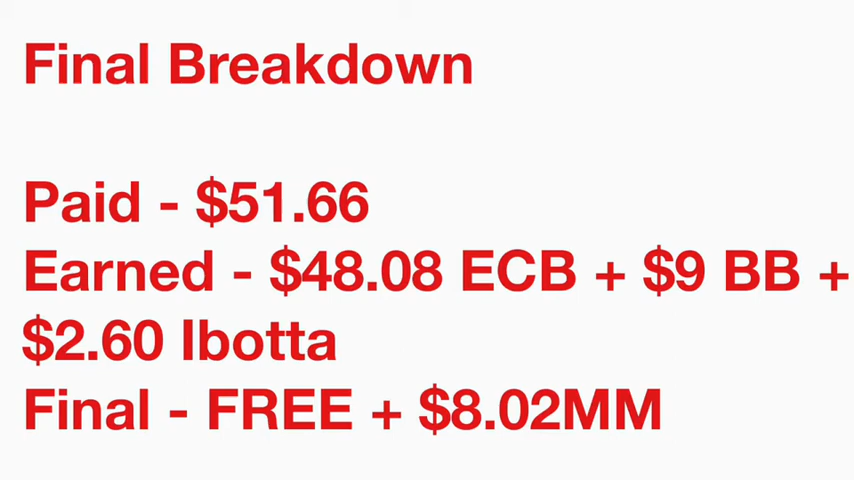 Final Breakdown
Paid - $51.66
Earned - $48.08 ECB + $9 BB +
$2.60 Ibotta
Final - FREE + $8.02MM